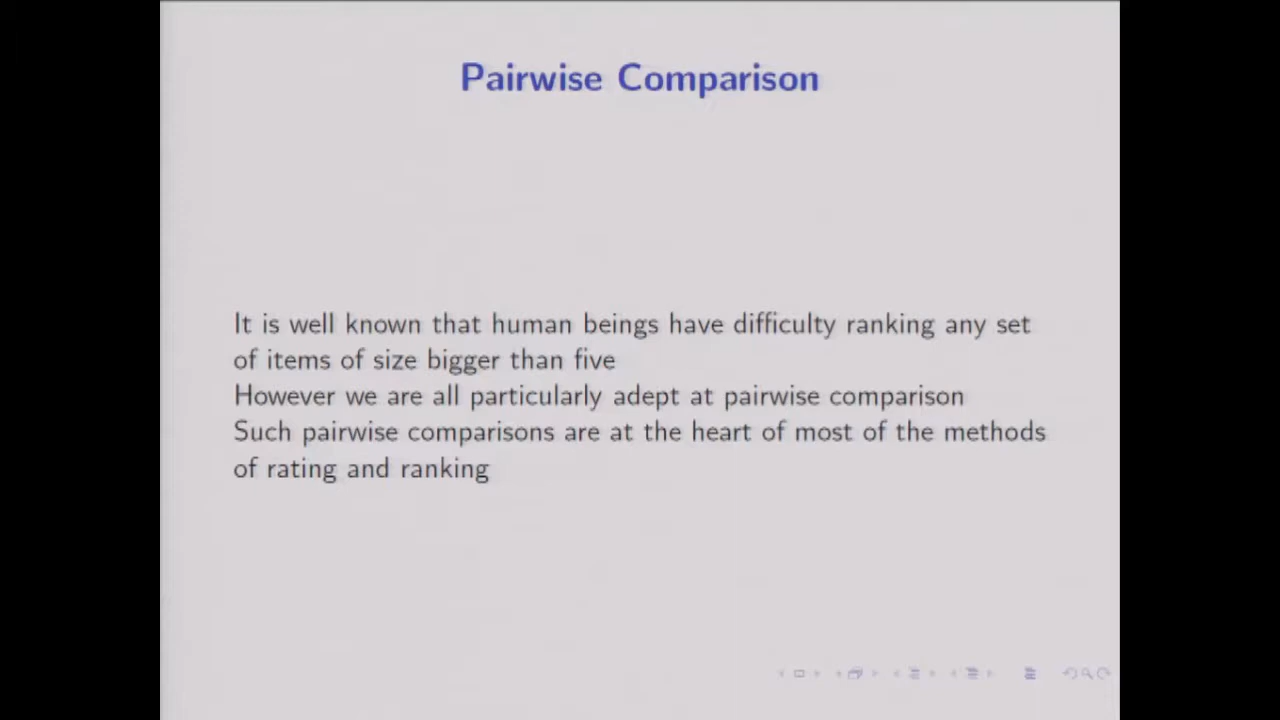 Pairwise Comparison
It is well known that human beings have difficulty ranking any set
of items of size bigger than five
However we are all particularly adept at pairwise comparison
Such pairwise comparisons are at the heart of most of the methods
of rating and ranking